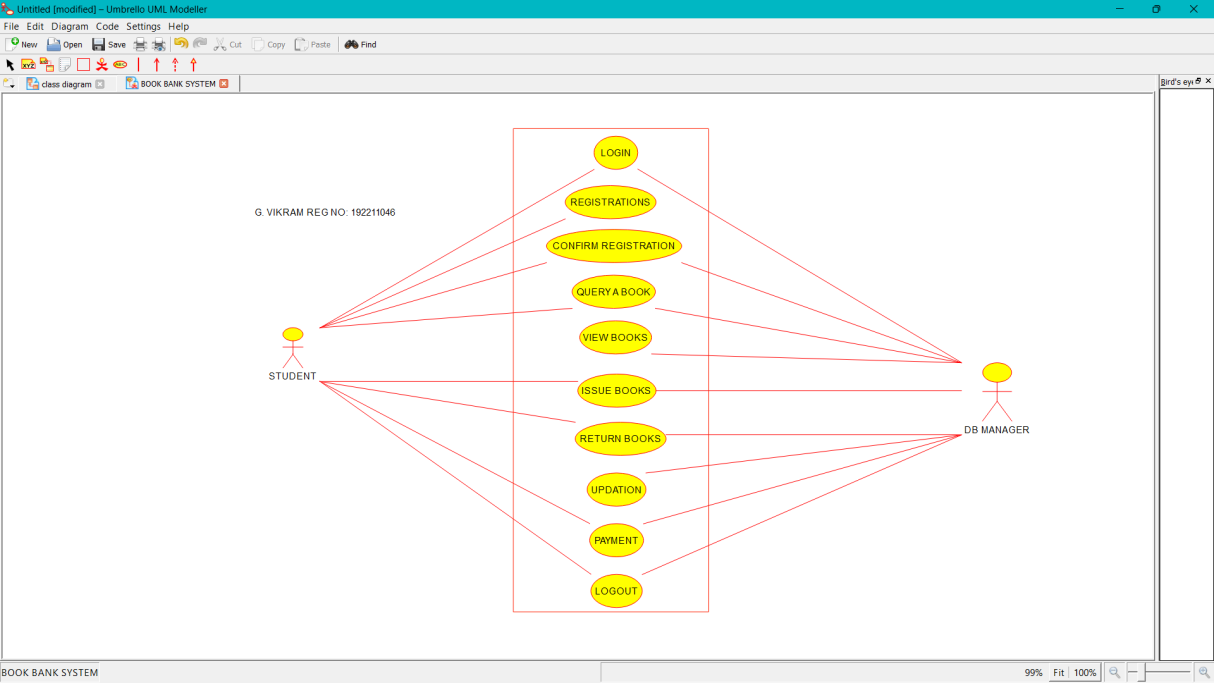 Untitled [modified] – Umbrello UML Modeller
File Edit Diagram Code Settings Help
New Open Save Cut Copy Paste Find
XYZ ABC
class diagram BOOK BANK SYSTEM
Bird's eye
LOGIN
REGISTRATIONS
G. VIKRAM REG NO: 192211046
CONFIRM REGISTRATION
QUERY A BOOK
VIEW BOOKS
STUDENT
ISSUE BOOKS
DB MANAGER
RETURN BOOKS
UPDATION
PAYMENT
LOGOUT
BOOK BANK SYSTEM
99% Fit 100%